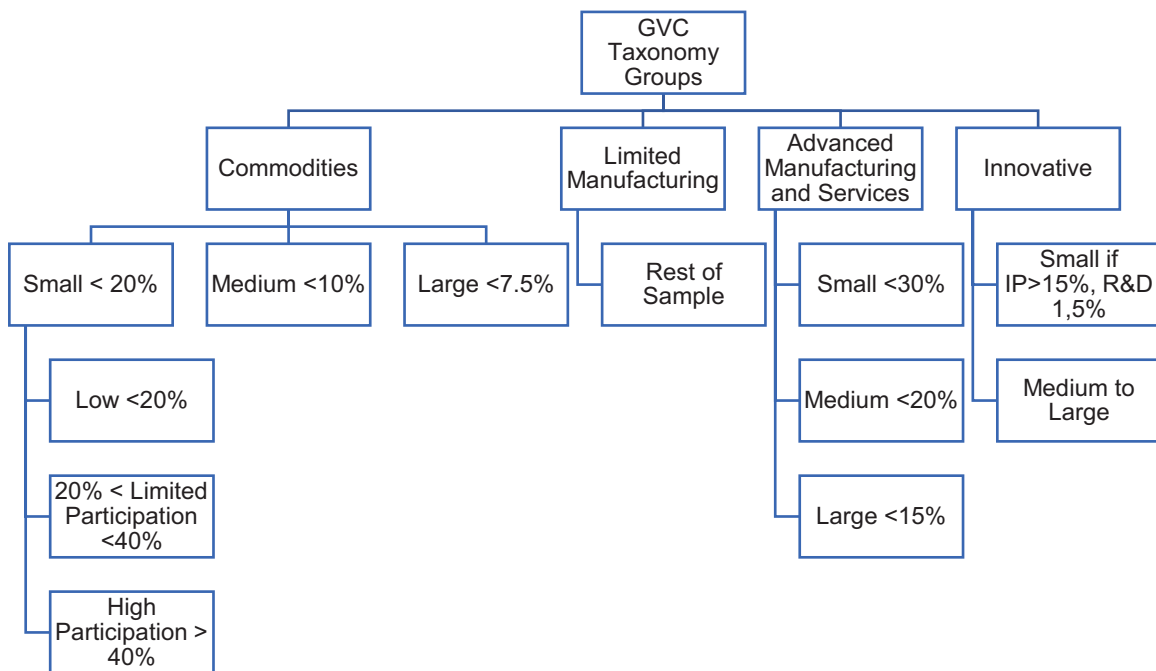 GVC
Taxonomy
Groups
Commodities
Limited
Manufacturing
Advanced
Manufacturing
and Services
Innovative
Small < 20%
Medium <10%
Large <7.5%
Rest of
Sample
Small <30%
Small if
IP>15%, R&D
1,5%
Low <20%
Medium <20%
Medium to
Large
20% < Limited
Participation
<40%
Large <15%
High
Participation >
40%